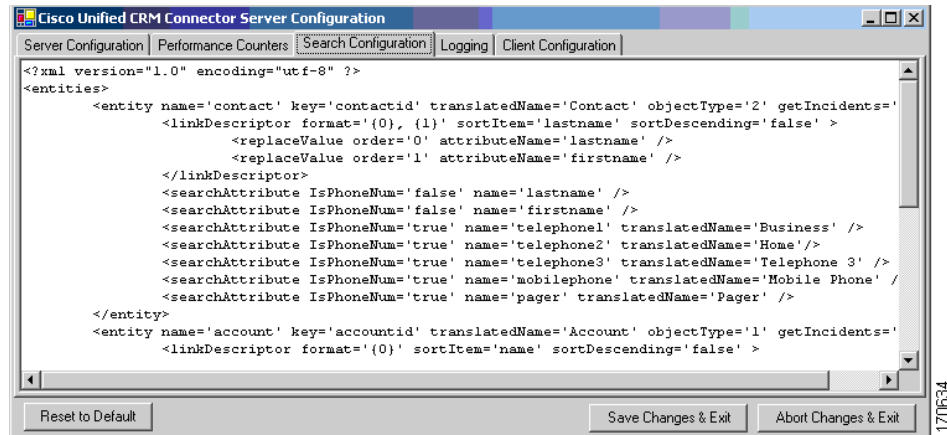 Cisco Unified CRM Connector Server Configuration
Server Configuration Performance Counters Search Configuration Logging Client Configuration
<?xml version="1.0" encoding="utf-8" ?>
<entities>
<entity name='contact' key='contactid' translatedName='Contact' objectType='2' getIncidents='
<linkDescriptor format='{0}, {1}' sortItem='lastname' sortDescending='false' >
<replaceValue order='0' attributeName='lastname' />
<replaceValue order='1' attributeName='firstname' />
</linkDescriptor>
<searchAttribute IsPhoneNum='false' name='lastname' />
<searchAttribute IsPhoneNum='false' name='firstname' />
<searchAttribute IsPhoneNum='true' name='telephone1' translatedName='Business' />
<searchAttribute IsPhoneNum='true' name='telephone2' translatedName='Home'/>
<searchAttribute IsPhoneNum='true' name='telephone3' translatedName='Telephone 3' />
<searchAttribute IsPhoneNum='true' name='mobilephone' translatedName='Mobile Phone' /
<searchAttribute IsPhoneNum='true' name='pager' translatedName='Pager' />
</entity>
<entity name='account' key='accountid' translatedName='Account' objectType='1' getIncidents='
<linkDescriptor format='{0}' sortItem='name' sortDescending='false' >
Reset to Default Save Changes & Exit Abort Changes & Exit
170634